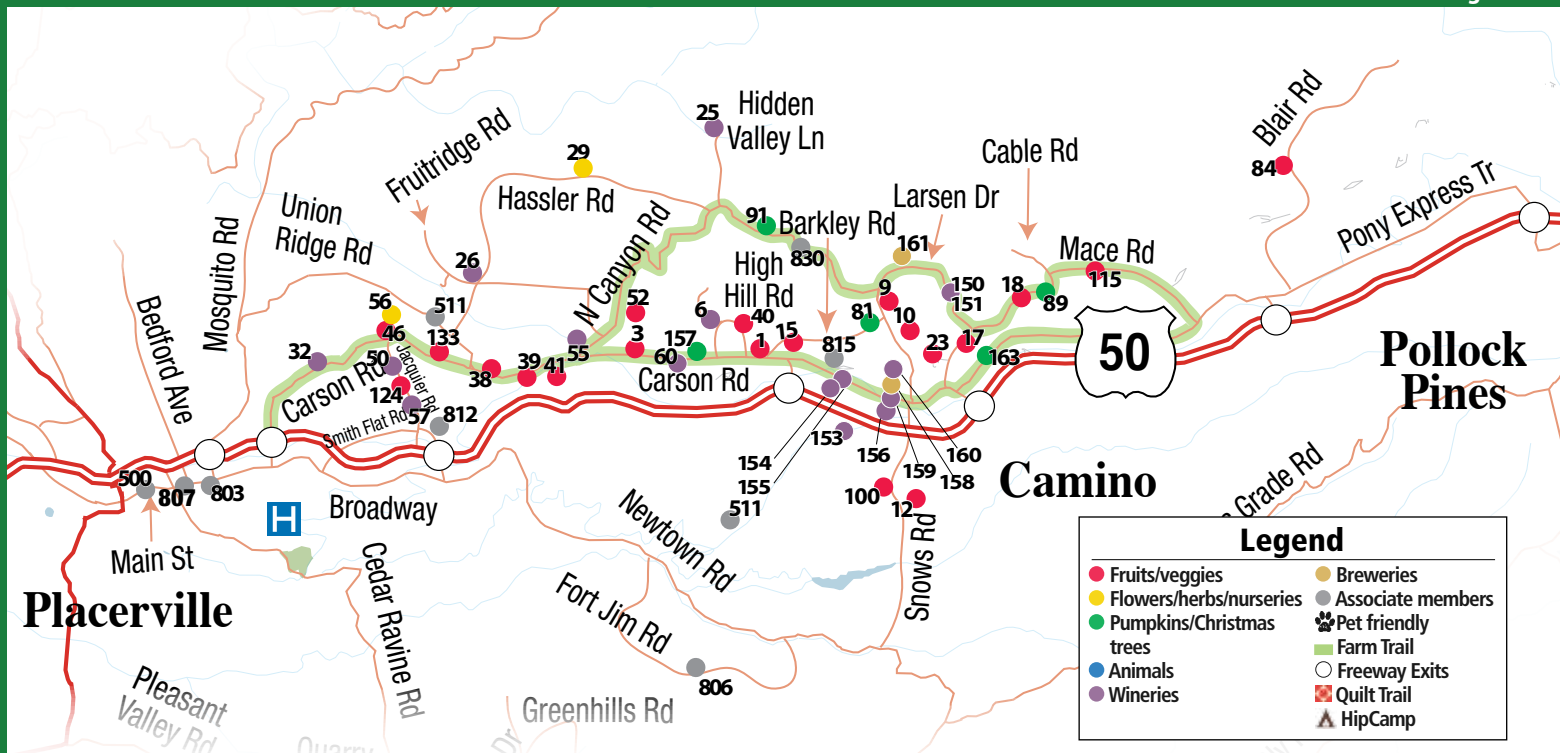 25
Hidden
Valley Ln
Blair Rd
84
Cable Rd
Fruitridge Rd
29
Hassler Rd
Larsen Dr
Pony Express Tr
Union
Ridge Rd
Mosquito Rd
N Canyon Rd
91
Barkley Rd
830
161
Mace Rd
115
26
High
Hill Rd
150
151
18
89
Bedford Ave
56
511
52
6
40
9
81
10
46
133
3
157
1
15
815
23
17
163
50
32
50
Jacquier Rd
38
39
41
55
60
Carson Rd
Carson Rd
124
57
Smith Flat Rd
812
Pollock
Pines
153
154
155
156
159
160
158
Camino
500
807
803
H
Broadway
511
100
12
Newtown Rd
Snows Rd
Grade Rd
Main St
Placerville
Cedar Ravine Rd
Fort Jim Rd
806
Pleasant
Valley Rd
Greenhills Rd
Dr
Quarry
Legend
Fruits/veggies
Flowers/herbs/nurseries
Pumpkins/Christmas
trees
Animals
Wineries
Breweries
Associate members
Pet friendly
Farm Trail
Freeway Exits
Quilt Trail
HipCamp